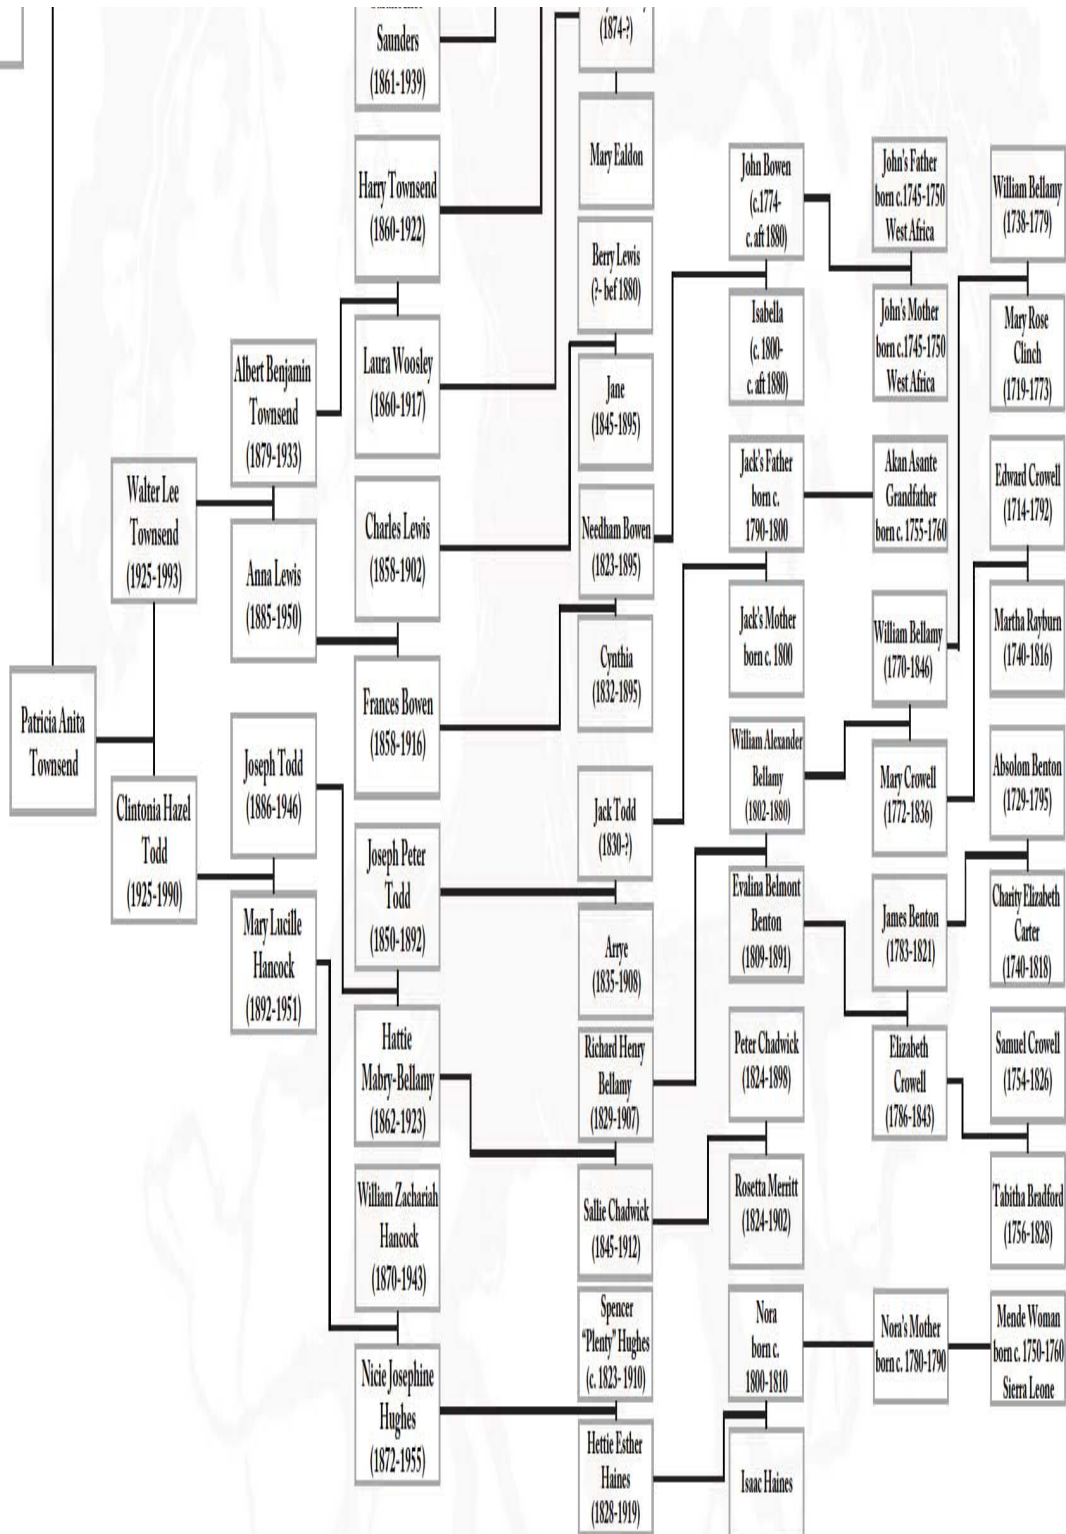 Saunders
(1861-1939)
Harry Townsend
(1860-1922)
Laura Woosley
(1860-1917)
Charles Lewis
(1858-1902)
Frances Bowen
(1858-1916)
Joseph Peter
Todd
(1850-1892)
Hattie
Mabry-Bellamy
(1862-1923)
William Zachariah
Hancock
(1870-1943)
Nicie Josephine
Hughes
(1872-1955)
Patricia Anita
Townsend
Walter Lee
Townsend
(1925-1993)
Clintonia Hazel
Todd
(1925-1990)
Albert Benjamin
Townsend
(1879-1933)
Anna Lewis
(1885-1950)
Joseph Todd
(1886-1946)
Mary Lucille
Hancock
(1892-1951)
(1874-?)
Mary Ealdon
Berry Lewis
(?- bef 1880)
Jane
(1845-1895)
Needham Bowen
(1823-1895)
Cynthia
(1832-1895)
Jack Todd
(1830-?)
Arrye
(1835-1908)
Richard Henry
Bellamy
(1829-1907)
Sallie Chadwick
(1845-1912)
Spencer
"Plenty" Hughes
(c. 1823- 1910)
Hettie Esther
Haines
(1828-1919)
John Bowen
(c.1774-
c. aft 1880)
Isabella
(c. 1800-
c. aft 1880)
Jack's Father
born c.
1790-1800
Jack's Mother
born c. 1800
William Alexander
Bellamy
(1802-1880)
Evalina Belmont
Benton
(1809-1891)
Peter Chadwick
(1824-1898)
Rosetta Merritt
(1824-1902)
Nora
born c.
1800-1810
Isaac Haines
John's Father
born c.1745-1750
West Africa
John's Mother
born c.1745-1750
West Africa
Akan Asante
Grandfather
born c. 1755-1760
William Bellamy
(1770-1846)
Mary Crowell
(1772-1836)
James Benton
(1783-1821)
Elizabeth
Crowell
(1786-1843)
Nora's Mother
born c. 1780-1790
William Bellamy
(1738-1779)
Mary Rose
Clinch
(1719-1773)
Edward Crowell
(1714-1792)
Martha Rayburn
(1740-1816)
Absolom Benton
(1729-1795)
Charity Elizabeth
Carter
(1740-1818)
Samuel Crowell
(1754-1826)
Tabitha Bradford
(1756-1828)
Mende Woman
born c. 1750-1760
Sierra Leone